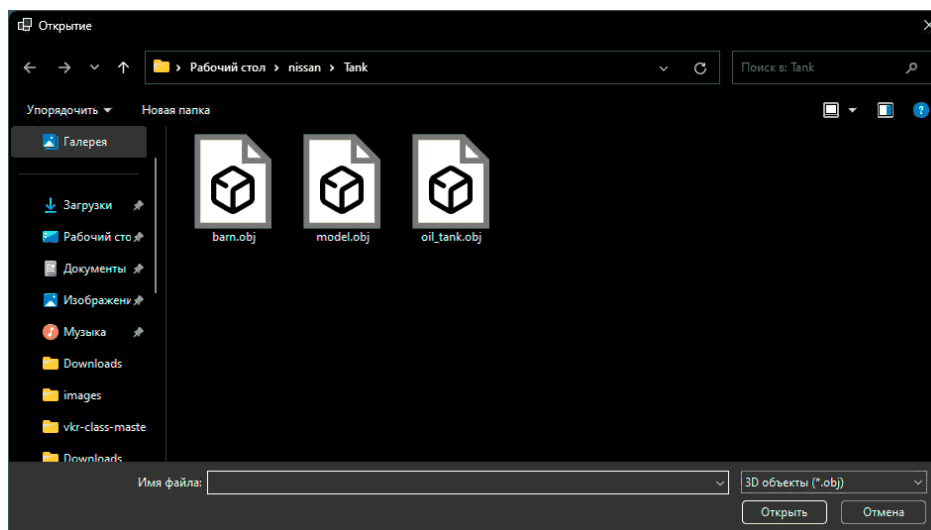 Открытие
Рабочий стол > nissan > Tank
Поиск в: Tank
Упорядочить
Новая папка
Галерея
Загрузки
Рабочий сто
Документы
Изображени
Музыка
Downloads
images
vkr-class-maste
Downloads
barn.obj
model.obj
oil_tank.obj
Имя файла:
3D объекты (*.obj)
Открыть
Отмена